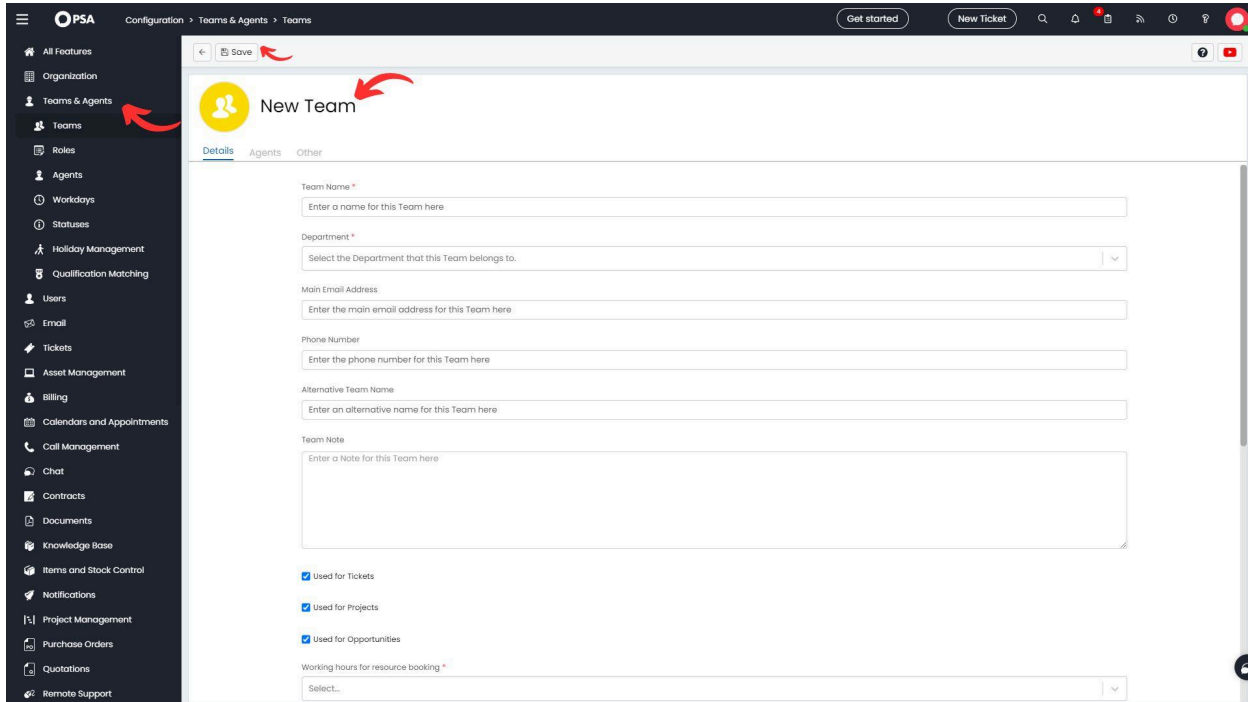 PSA
Configuration > Teams & Agents > Teams
Get started
New Ticket
4
All Features
Organization
Teams & Agents
Teams
Roles
Agents
Workdays
Statuses
Holiday Management
Qualification Matching
Users
Email
Tickets
Asset Management
Billing
Calendars and Appointments
Call Management
Chat
Contracts
Documents
Knowledge Base
Items and Stock Control
Notifications
Project Management
Purchase Orders
Quotations
Remote Support
Save
New Team
Details Agents Other
Team Name *
Enter a name for this Team here
Department *
Select the Department that this Team belongs to.
Main Email Address
Enter the main email address for this Team here
Phone Number
Enter the phone number for this Team here
Alternative Team Name
Enter an alternative name for this Team here
Team Note
Enter a Note for this Team here
Used for Tickets
Used for Projects
Used for Opportunities
Working hours for resource booking *
Select...